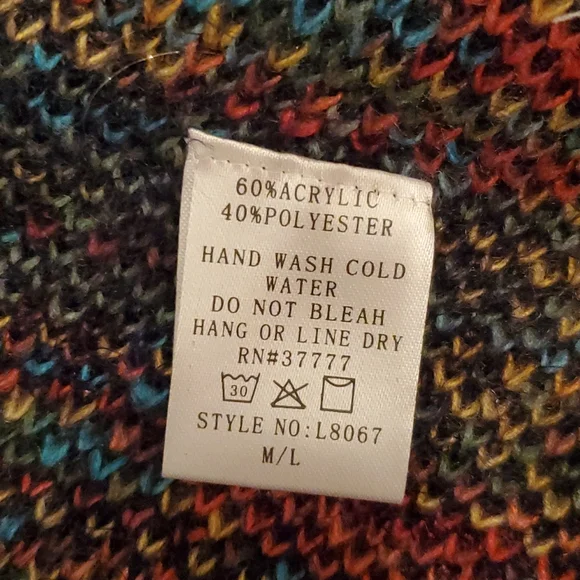 60%ACRYLIC
40%POLYESTER
HAND WASH COLD
WATER
DO NOT BLEAH
HANG OR LINE DRY
RN#37777
30
STYLE NO:L8067
M/L